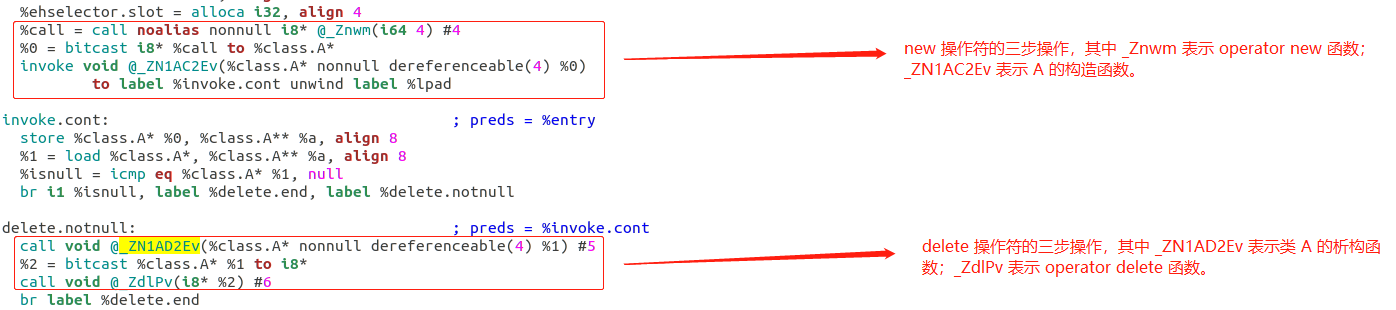 %ehselector.slot = alloca i32, align 4
%call = call noalias nonnull i8* @_Znwm(i64 4) #4
%0 = bitcast i8* %call to %class.A*
invoke void @_ZN1AC2Ev(%class.A* nonnull dereferenceable(4) %0)
to label %invoke.cont unwind label %lpad
new 操作符的三步操作，其中 _Znwm 表示 operator new 函数；
_ZN1AC2Ev 表示 A 的构造函数。
invoke.cont: ; preds = %entry
store %class.A* %0, %class.A** %a, align 8
%1 = load %class.A*, %class.A** %a, align 8
%isnull = icmp eq %class.A* %1, null
br i1 %isnull, label %delete.end, label %delete.notnull
delete.notnull: ; preds = %invoke.cont
call void @_ZN1AD2Ev(%class.A* nonnull dereferenceable(4) %1) #5
%2 = bitcast %class.A* %1 to i8*
call void @_ZdlPv(i8* %2) #6
br label %delete.end
delete 操作符的三步操作，其中 _ZN1AD2Ev 表示类 A 的析构函
数；_ZdlPv 表示 operator delete 函数。